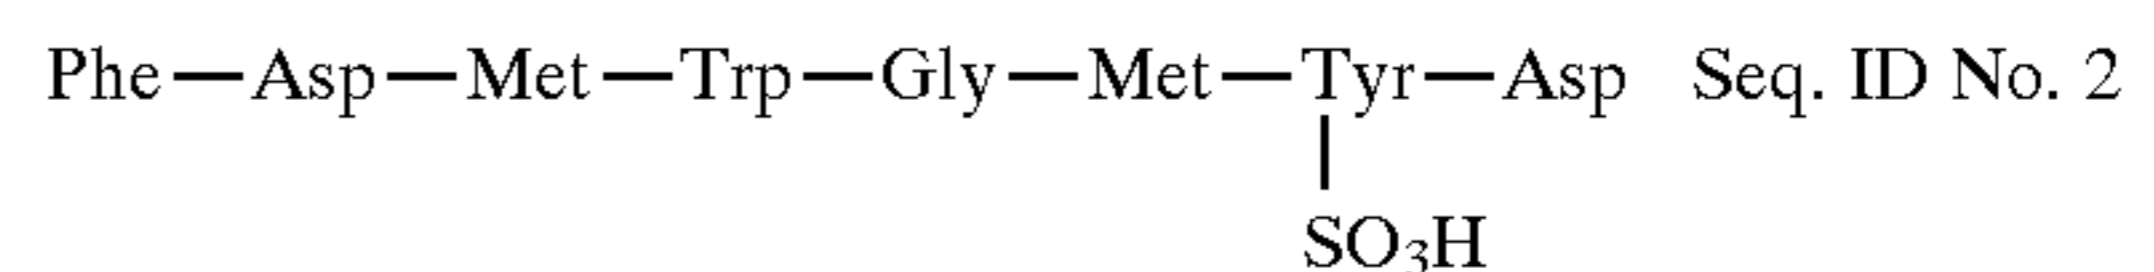 Phe—Asp—Met—Trp—Gly—Met—Tyr—Asp Seq. ID No. 2
SO₃H